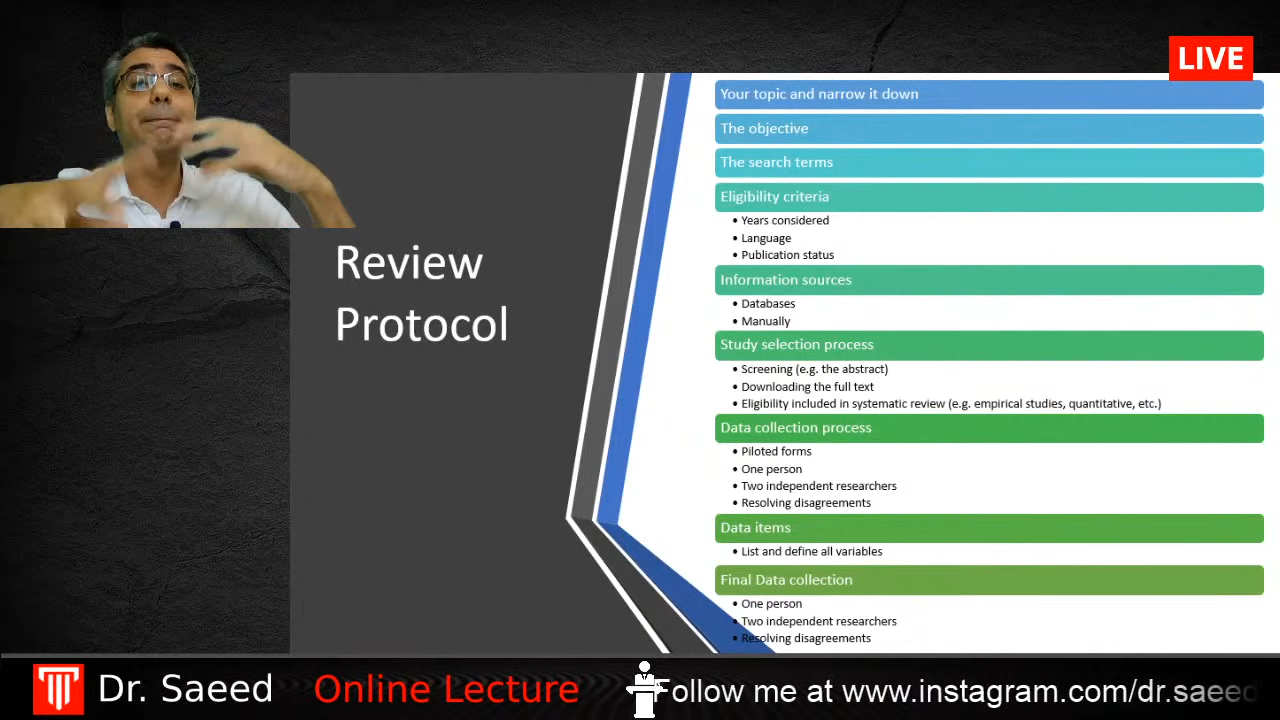 LIVE
Review
Protocol
Your topic and narrow it down
The objective
The search terms
Eligibility criteria
• Years considered
• Language
• Publication status
Information sources
• Databases
• Manually
Study selection process
• Screening (e.g. the abstract)
• Downloading the full text
• Eligibility included in systematic review (e.g. empirical studies, quantitative, etc.)
Data collection process
• Piloted forms
• One person
• Two independent researchers
• Resolving disagreements
Data items
• List and define all variables
Final Data collection
• One person
• Two independent researchers
• Resolving disagreements
Dr. Saeed
Online Lecture
Follow me at www.instagram.com/dr.saeed